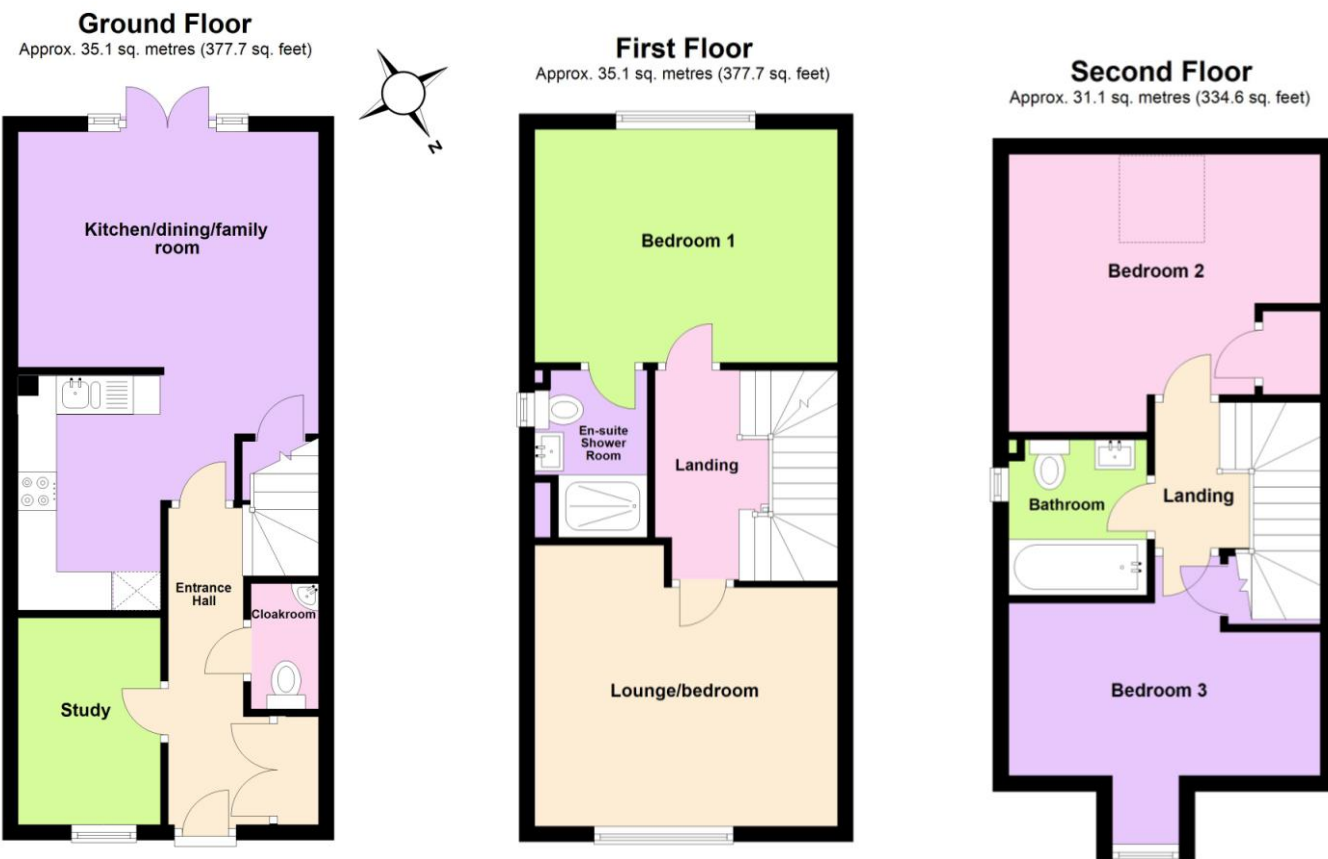 Ground Floor
Approx. 35.1 sq. metres (377.7 sq. feet)
Kitchen/dining/family
room
Entrance
Hall
Cloakroom
Study
N
First Floor
Approx. 35.1 sq. metres (377.7 sq. feet)
Bedroom 1
En-suite
Shower
Room
Landing
Lounge/bedroom
Second Floor
Approx. 31.1 sq. metres (334.6 sq. feet)
Bedroom 2
Bathroom
Landing
Bedroom 3